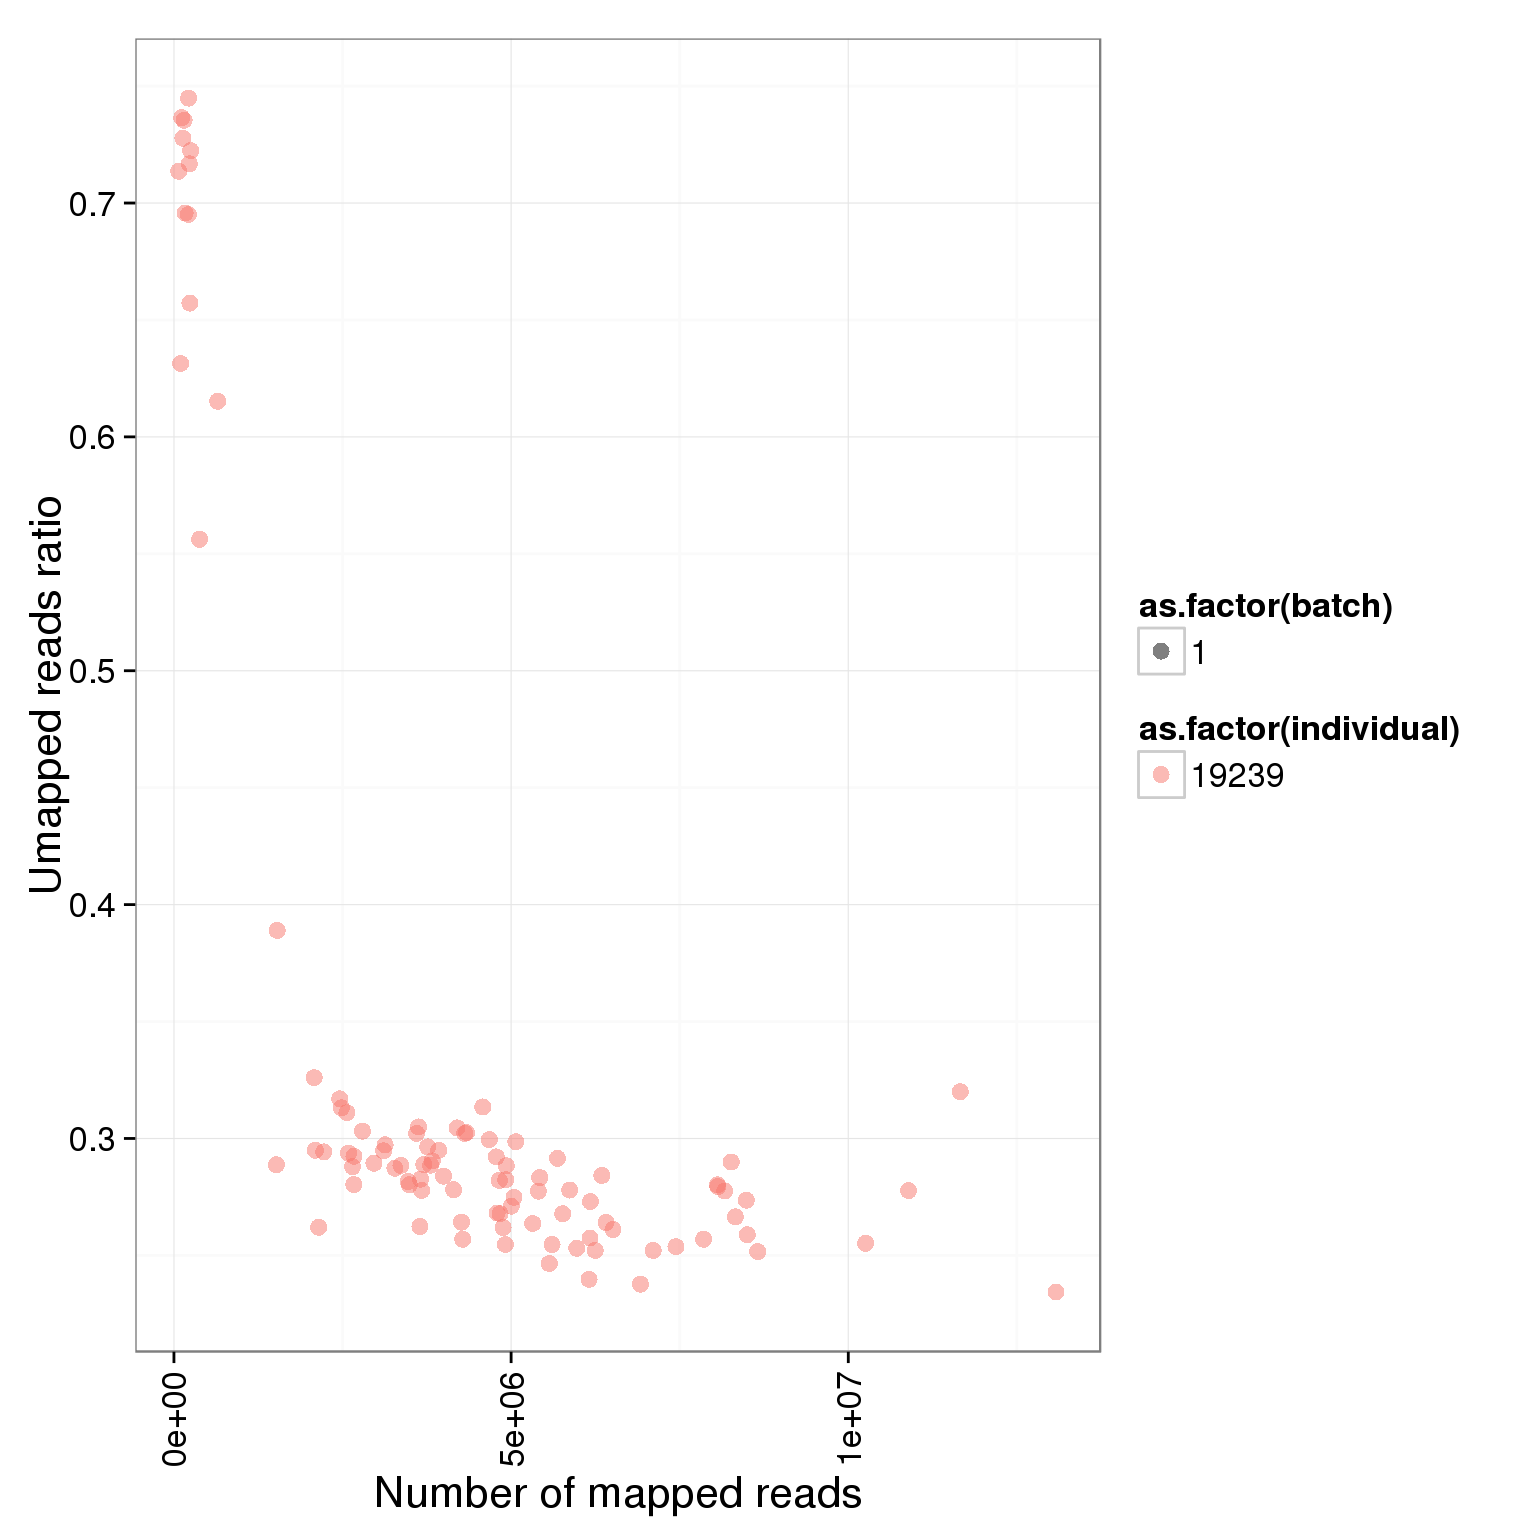 Umapped reads ratio
0.7
0.6
0.5
0.4
0.3
0e+00
5e+06
1e+07
Number of mapped reads
as.factor(batch)
1
as.factor(individual)
19239